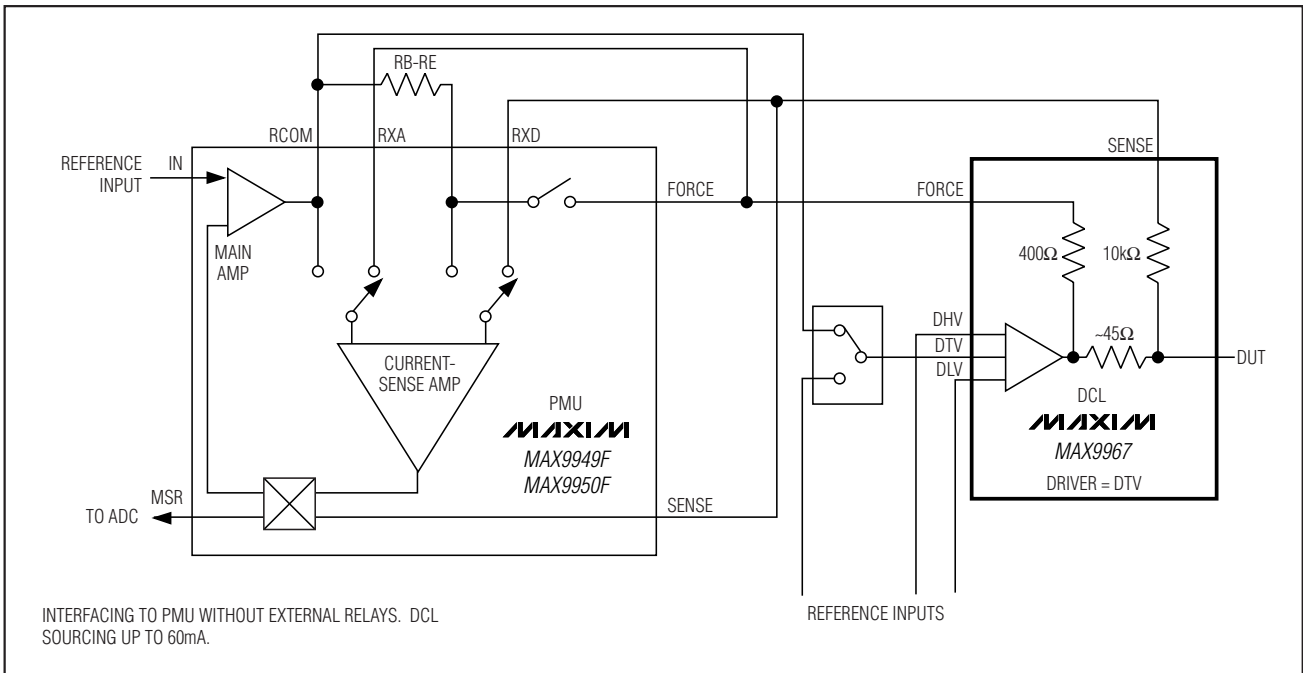 RB-RE
RCOM
RXA
RXD
SENSE
REFERENCE
INPUT
IN
FORCE
FORCE
MAIN
AMP
400Ω
10kΩ
DHV
DTV
DLV
~45Ω
DUT
CURRENT-
SENSE AMP
PMU
MAXIM
MAX9949F
MAX9950F
DCL
MAXIM
MAX9967
DRIVER = DTV
MSR
TO ADC
SENSE
REFERENCE INPUTS
INTERFACING TO PMU WITHOUT EXTERNAL RELAYS. DCL
SOURCING UP TO 60mA.